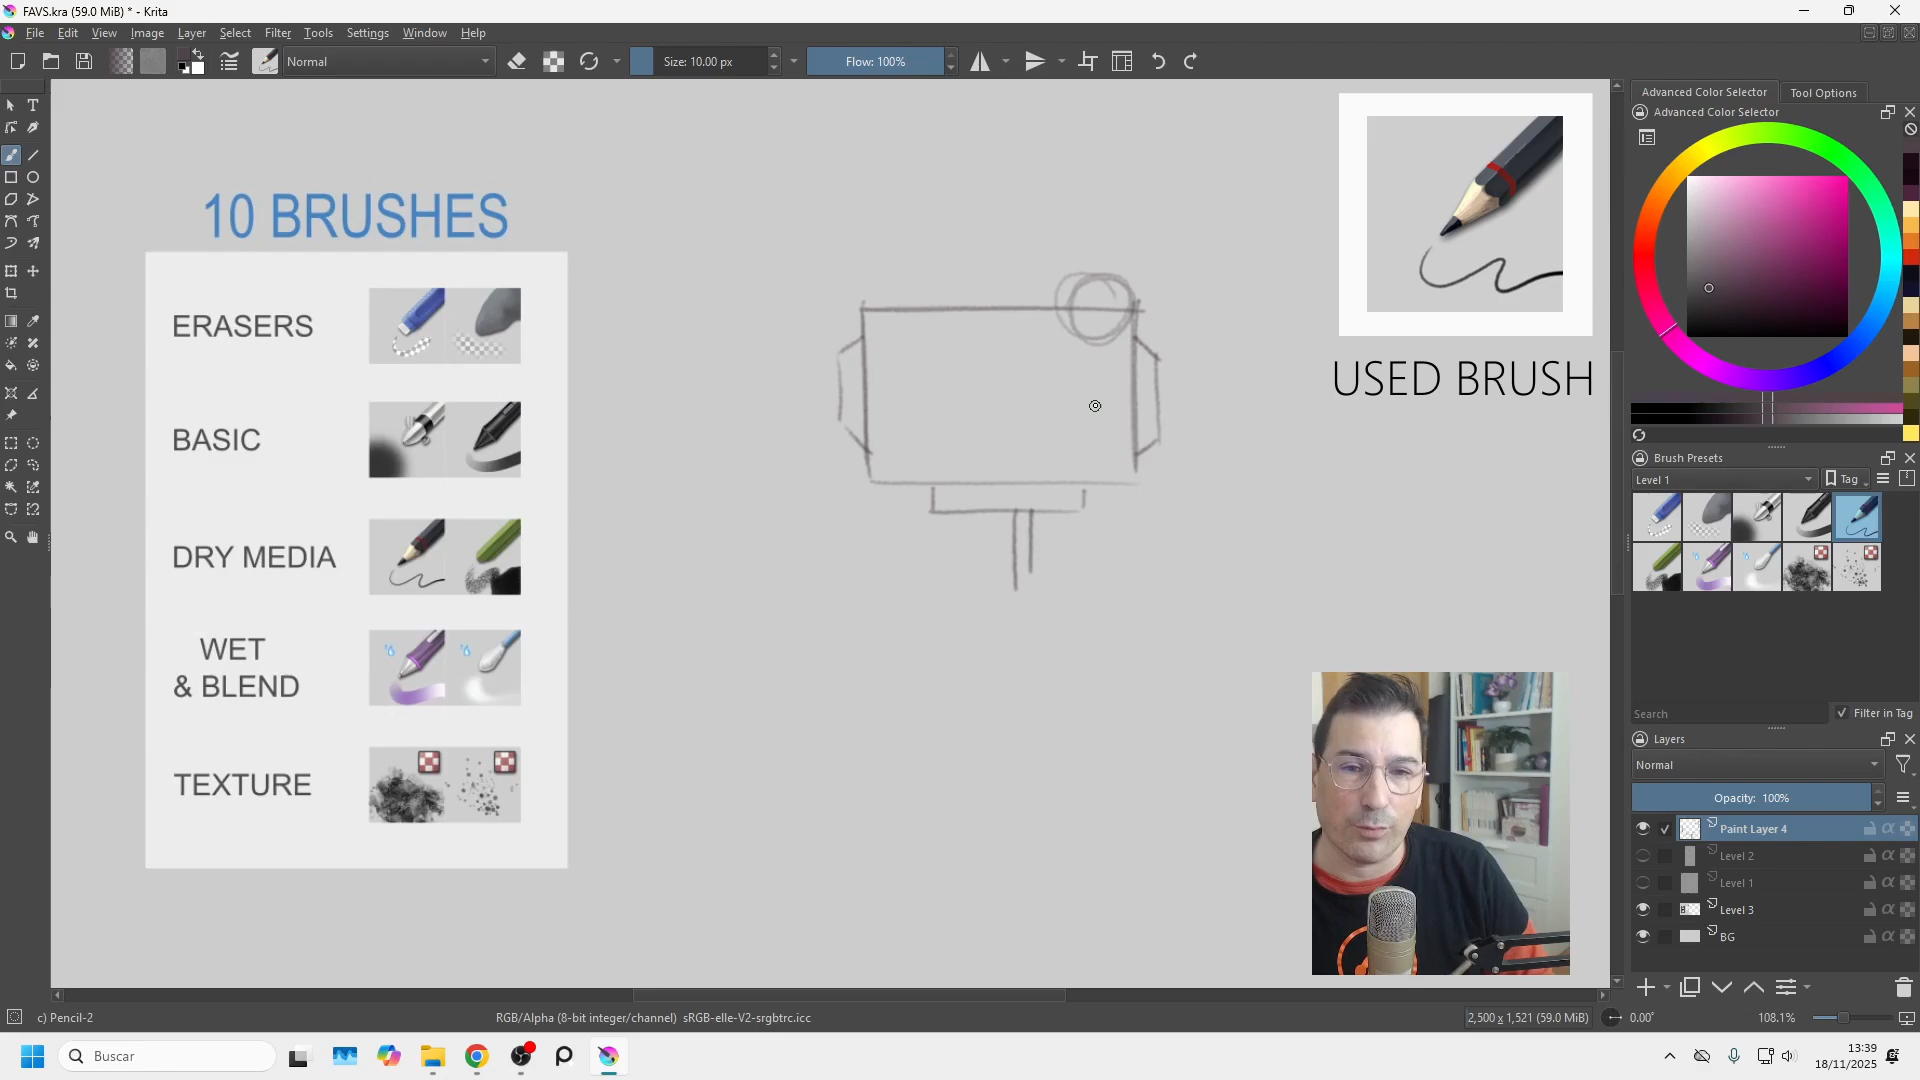 FAVS.kra (59.0 MiB) * - Krita
File Edit View Image Layer Select Filter Tools Settings Window Help
Normal
Size: 10.00 px
Flow: 100%
Advanced Color Selector
Tool Options
Advanced Color Selector
10 BRUSHES
ERASERS
BASIC
DRY MEDIA
WET
& BLEND
TEXTURE
USED BRUSH
Brush Presets
Level 1
Tag
Search
Filter in Tag
Layers
Normal
Opacity: 100%
Paint Layer 4
Level 2
Level 1
Level 3
BG
c) Pencil-2
RGB/Alpha (8-bit integer/channel) sRGB-elle-V2-srgbtrc.icc
2,500 x 1,521 (59.0 MiB)
0.00°
108.1%
Buscar
13:39
18/11/2025